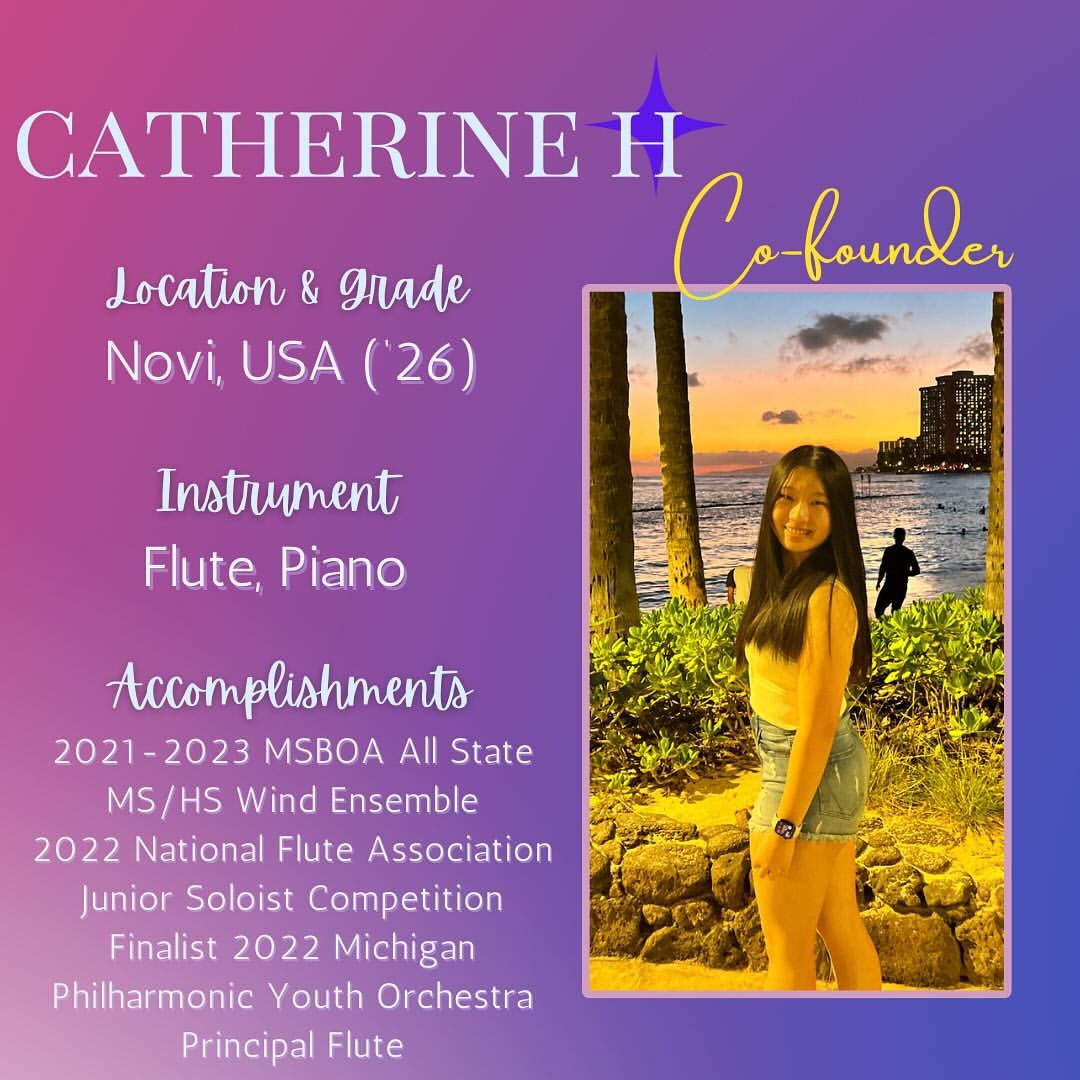 CATHERINE H
Co-founder
Location & Grade
Novi, USA ('26)
Instrument
Flute, Piano
Accomplishments
2021-2023 MSBOA All State
MS/HS Wind Ensemble
2022 National Flute Association
Junior Soloist Competition
Finalist 2022 Michigan
Philharmonic Youth Orchestra
Principal Flute